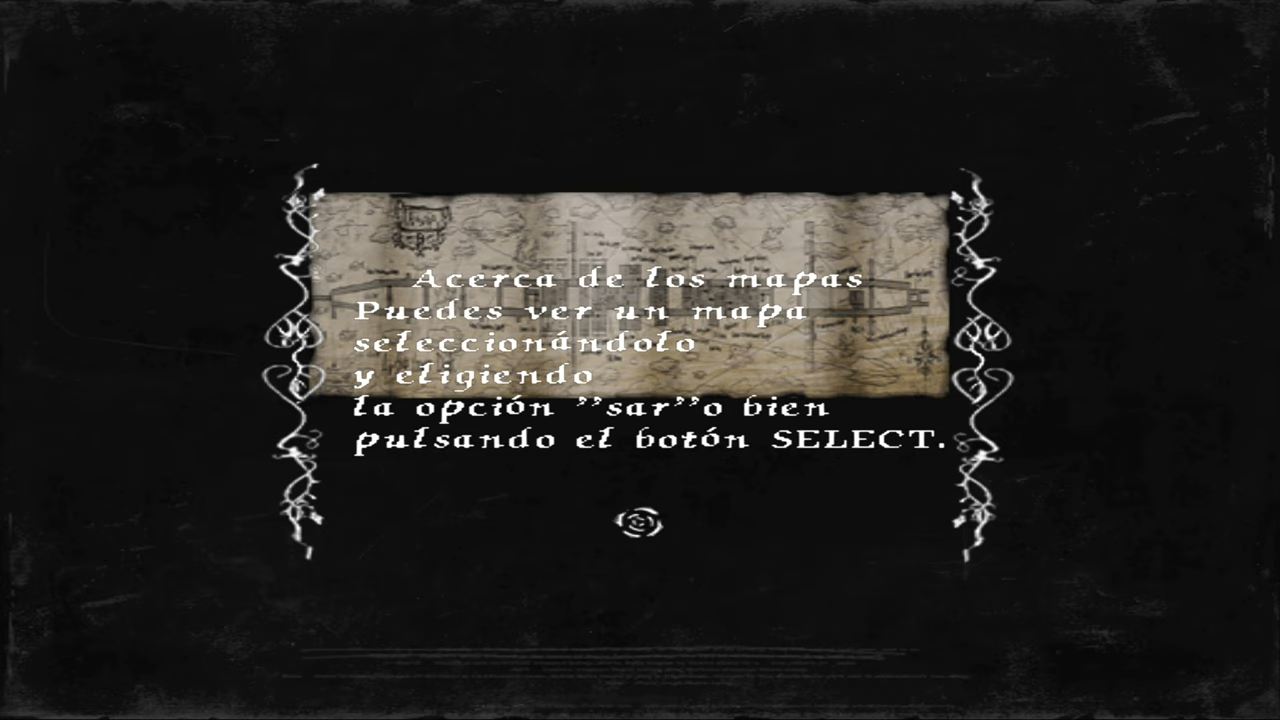 Acerca de los mapas
Puedes ver un mapa
seleccionándolo
y eligiendo
la opción ”sar”o bien
pulsando el botón SELECT.